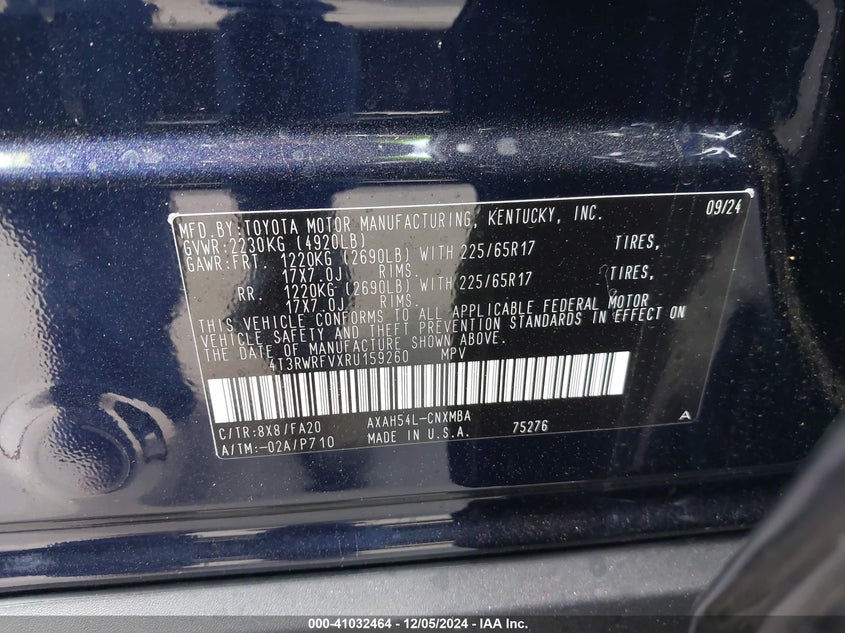 MFD.BY:TOYOTA MOTOR MANUFACTURING, KENTUCKY, INC. 09/24
GVWR:2230KG (4920LB)
GAWR:FRT. 1220KG (2690LB) WITH 225/65R17 TIRES,
17X7.0J RIMS.
RR. 1220KG (2690LB) WITH 225/65R17 TIRES,
17X7.0J RIMS.
THIS VEHICLE CONFORMS TO ALL APPLICABLE FEDERAL MOTOR
VEHICLE SAFETY AND THEFT PREVENTION STANDARDS IN EFFECT ON
THE DATE OF MANUFACTURE SHOWN ABOVE.
4T3RWRFVXRU159260 MPV
C/TR:8X8/FA20 AXAH54L-CNXMBA A
A/TM:-02A/P710 MADE IN U.S.A. 75276
000-41032464 - 12/05/2024 - IAA Inc.